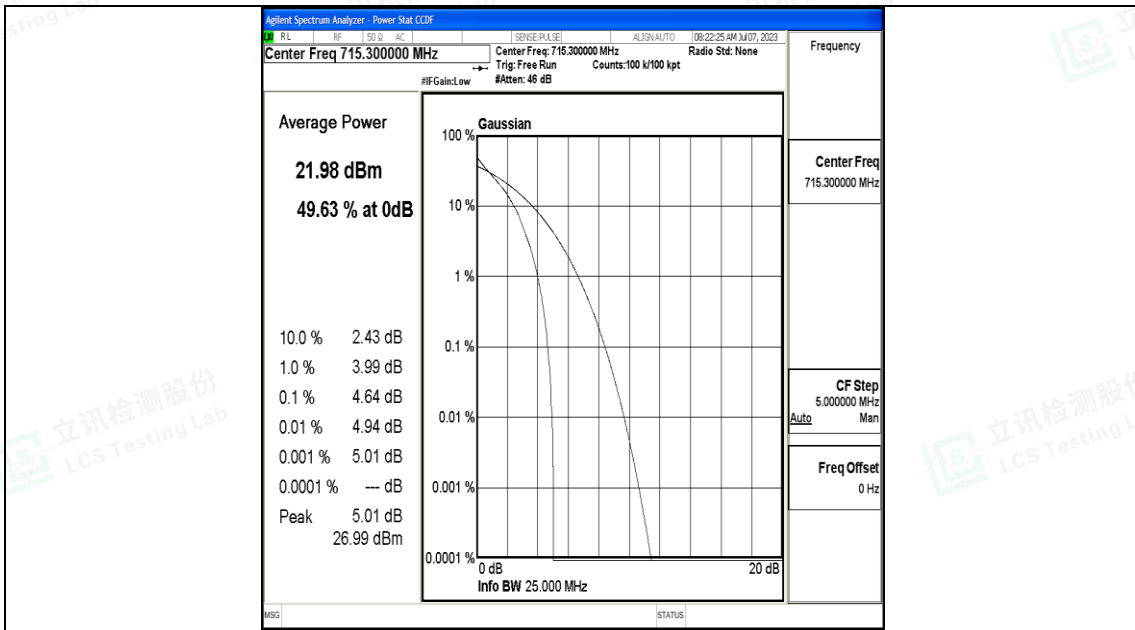 Agilent Spectrum Analyzer - Power Stat CCDF
RL RF 50 Ω AC SENSE:PULSE ALIGN AUTO 08:22:25 AM Jul 07, 2023
Center Freq 715.300000 MHz
Center Freq: 715.300000 MHz Radio Std: None
Trig: Free Run Counts:100 k/100 kpt
#IFGain:Low #Atten: 46 dB
Frequency
Average Power
21.98 dBm
49.63 % at 0dB
10.0 % 2.43 dB
1.0 % 3.99 dB
0.1 % 4.64 dB
0.01 % 4.94 dB
0.001 % 5.01 dB
0.0001 % --- dB
Peak 5.01 dB
26.99 dBm
Gaussian
100 %
10 %
1 %
0.1 %
0.01 %
0.001 %
0.0001 %
0 dB 20 dB
Info BW 25.000 MHz
Center Freq
715.300000 MHz
CF Step
5.000000 MHz
Auto Man
Freq Offset
0 Hz
MSG STATUS
立讯检测股份
LCS Testing Lab
立讯检测股份
LCS Testing L